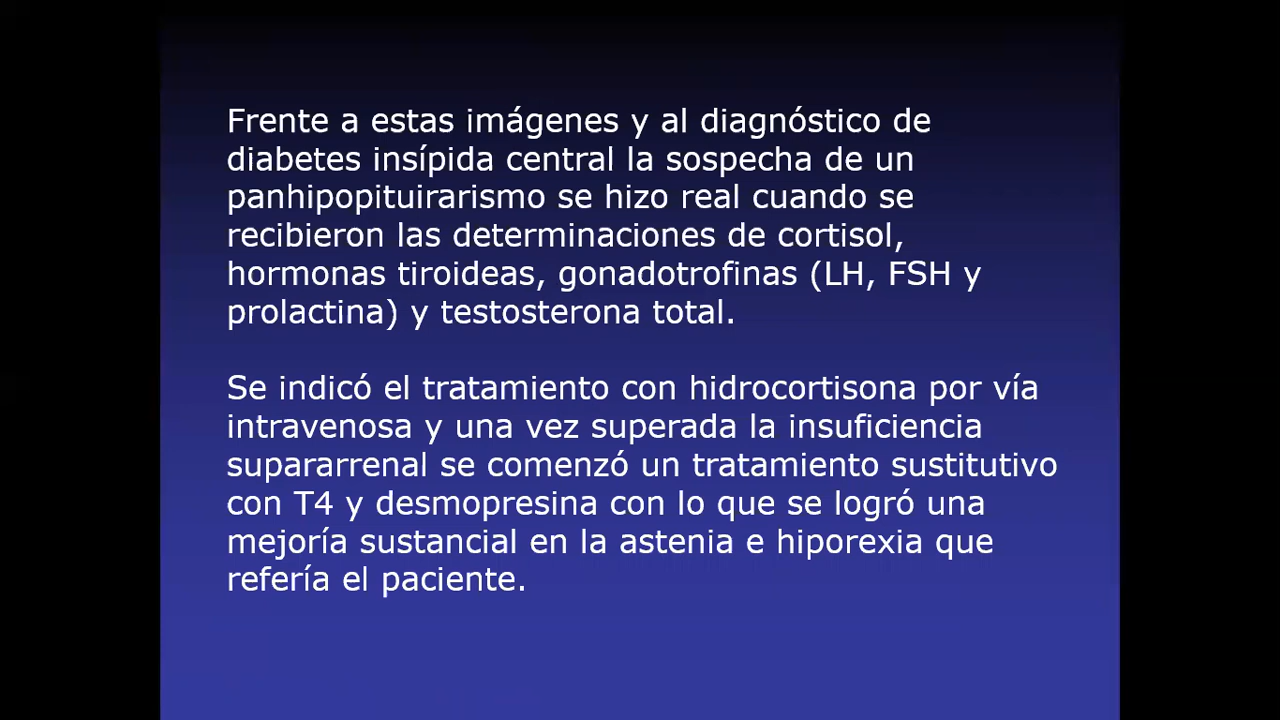 Frente a estas imágenes y al diagnóstico de
diabetes insípida central la sospecha de un
panhipopituirarismo se hizo real cuando se
recibieron las determinaciones de cortisol,
hormonas tiroideas, gonadotrofinas (LH, FSH y
prolactina) y testosterona total.
Se indicó el tratamiento con hidrocortisona por vía
intravenosa y una vez superada la insuficiencia
supararrenal se comenzó un tratamiento sustitutivo
con T4 y desmopresina con lo que se logró una
mejoría sustancial en la astenia e hiporexia que
refería el paciente.